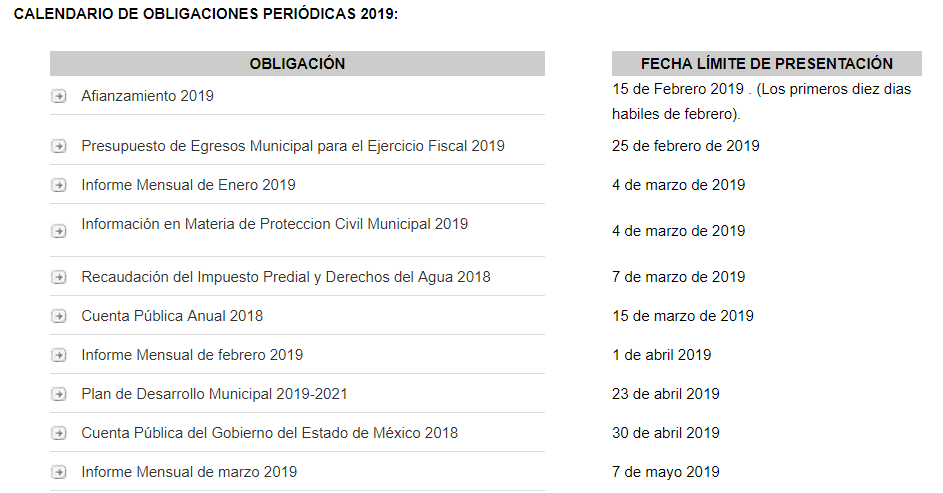 CALENDARIO DE OBLIGACIONES PERIÓDICAS 2019:
OBLIGACIÓN FECHA LÍMITE DE PRESENTACIÓN
Afianzamiento 2019 15 de Febrero 2019 . (Los primeros diez dias
habiles de febrero).
Presupuesto de Egresos Municipal para el Ejercicio Fiscal 2019 25 de febrero de 2019
Informe Mensual de Enero 2019 4 de marzo de 2019
Información en Materia de Proteccion Civil Municipal 2019 4 de marzo de 2019
Recaudación del Impuesto Predial y Derechos del Agua 2018 7 de marzo de 2019
Cuenta Pública Anual 2018 15 de marzo de 2019
Informe Mensual de febrero 2019 1 de abril 2019
Plan de Desarrollo Municipal 2019-2021 23 de abril 2019
Cuenta Pública del Gobierno del Estado de México 2018 30 de abril 2019
Informe Mensual de marzo 2019 7 de mayo 2019